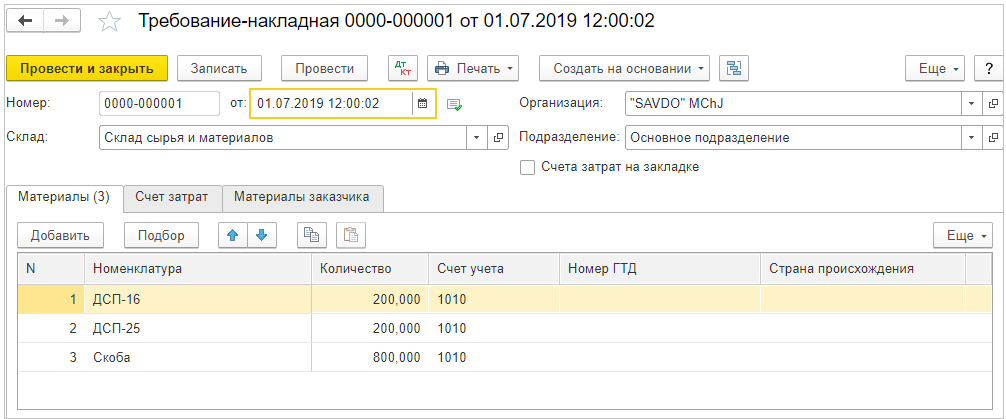 Требование-накладная 0000-000001 от 01.07.2019 12:00:02
Провести и закрыть Записать Провести Дт Кт Печать Создать на основании Еще ?
Номер: 0000-000001 от: 01.07.2019 12:00:02 Организация: "SAVDO" MChJ
Склад: Склад сырья и материалов Подразделение: Основное подразделение
Счета затрат на закладке
Материалы (3) Счет затрат Материалы заказчика
Добавить Подбор Еще
N Номенклатура Количество Счет учета Номер ГТД Страна происхождения
1 ДСП-16 200,000 1010
2 ДСП-25 200,000 1010
3 Скоба 800,000 1010